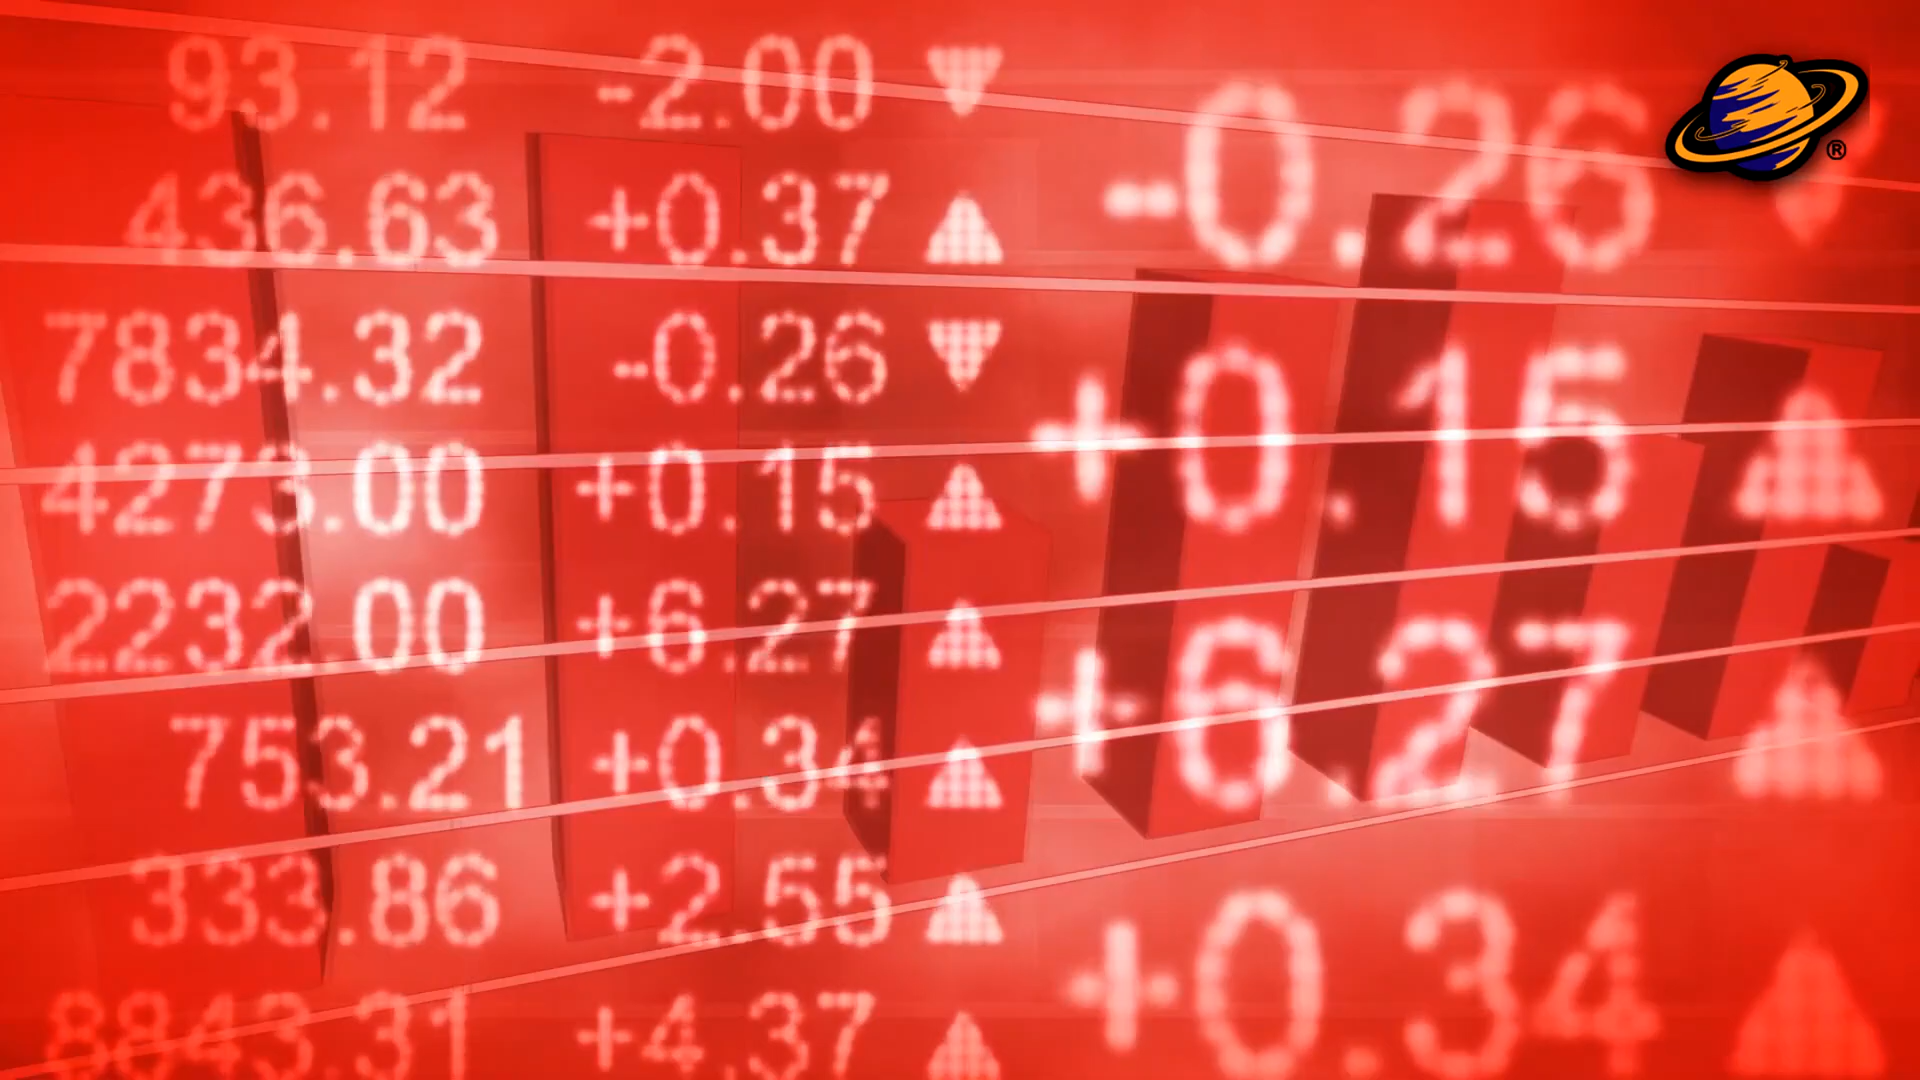 93.12 -2.00 ▼
436.63 +0.37 ▲
7834.32 -0.26 ▼
4273.00 +0.15 ▲
2232.00 +6.27 ▲
753.21 +0.34 ▲
333.86 +2.55 ▲
8843.31 +4.37 ▲
-0.26 ▼
+0.15 ▲
+6.27 ▲
+0.34 ▲
®